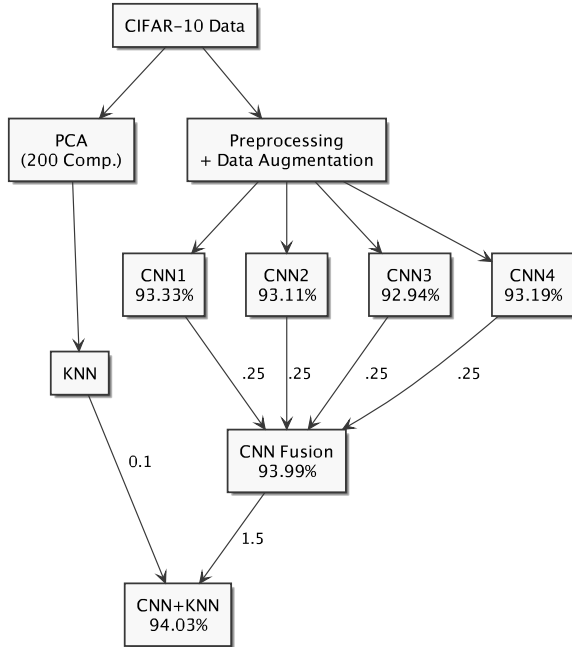 CIFAR-10 Data
PCA
(200 Comp.)
Preprocessing
+ Data Augmentation
CNN1
93.33%
CNN2
93.11%
CNN3
92.94%
CNN4
93.19%
KNN
.25
.25
.25
.25
CNN Fusion
93.99%
0.1
1.5
CNN+KNN
94.03%